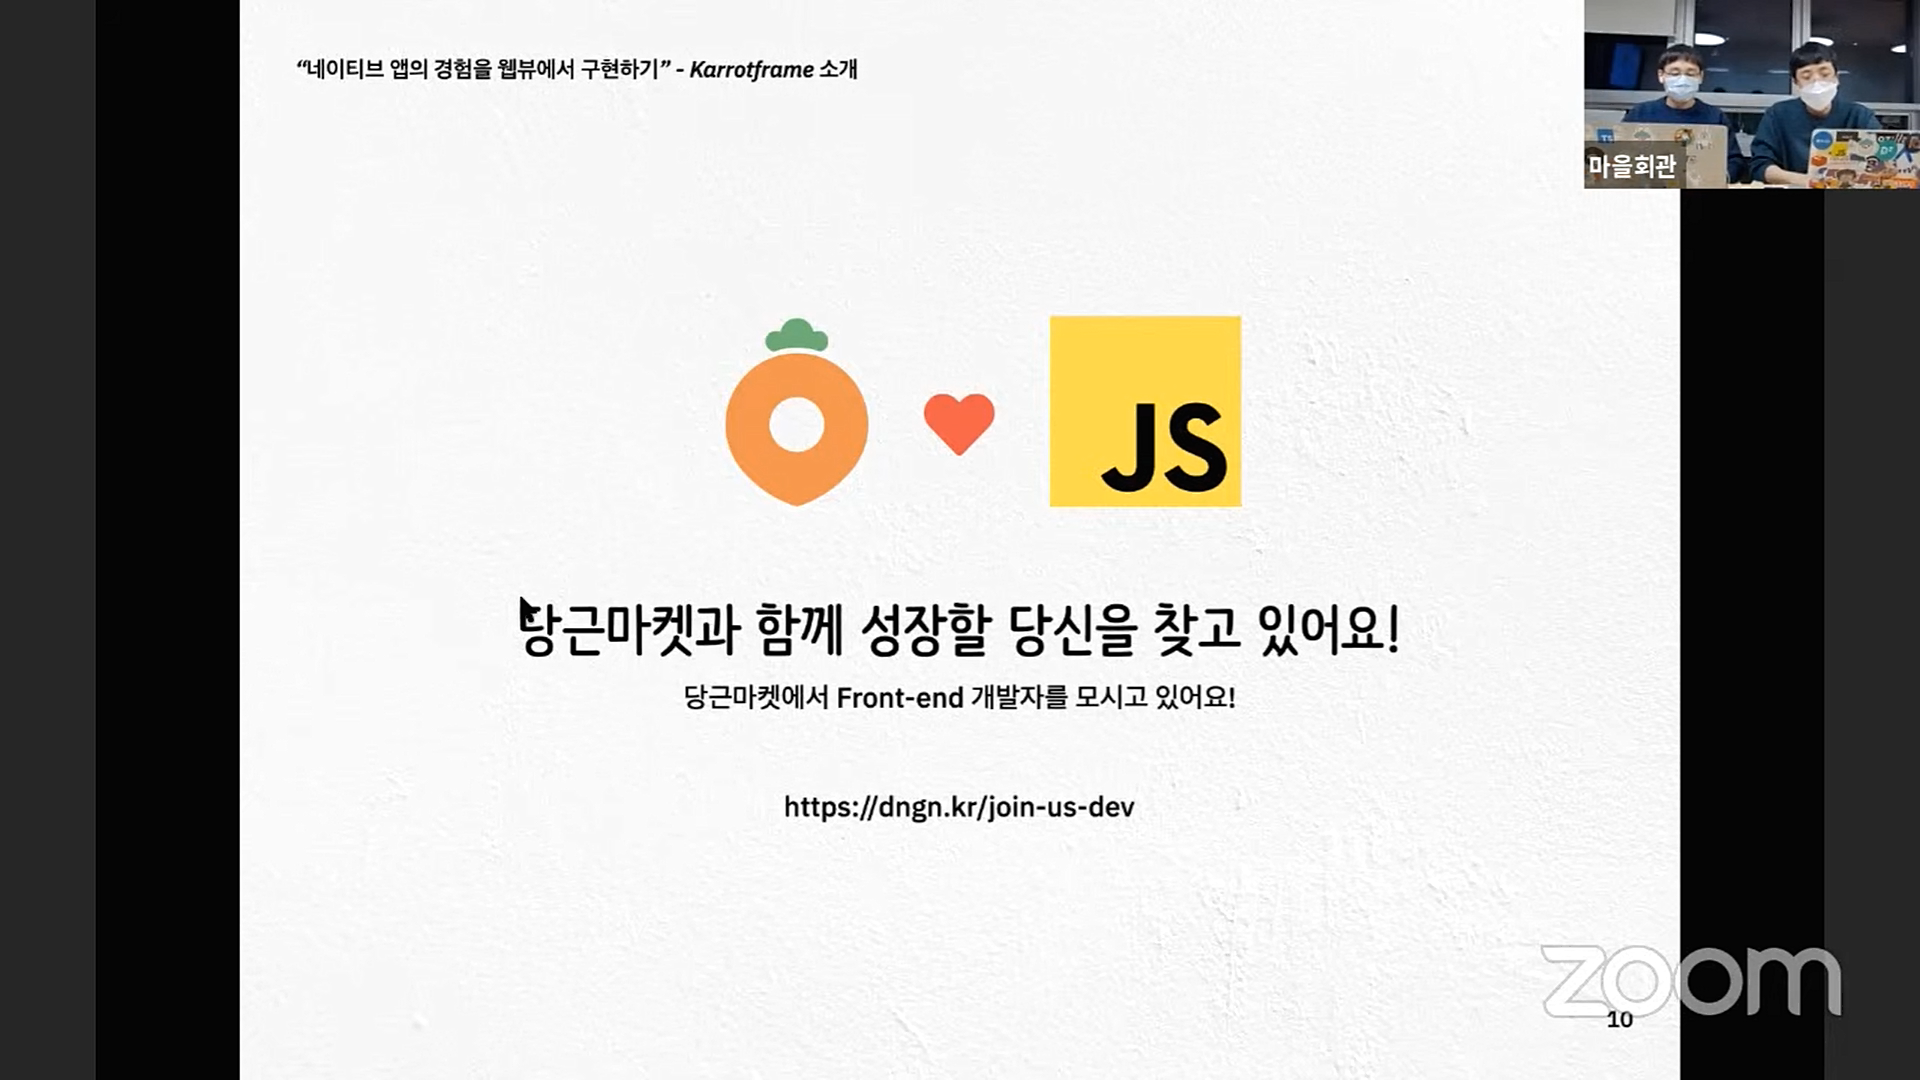 “네이티브 앱의 경험을 웹뷰에서 구현하기” - Karrotframe 소개
마을회관
JS
당근마켓과 함께 성장할 당신을 찾고 있어요!
당근마켓에서 Front-end 개발자를 모시고 있어요!
https://dngn.kr/join-us-dev
zoom
10